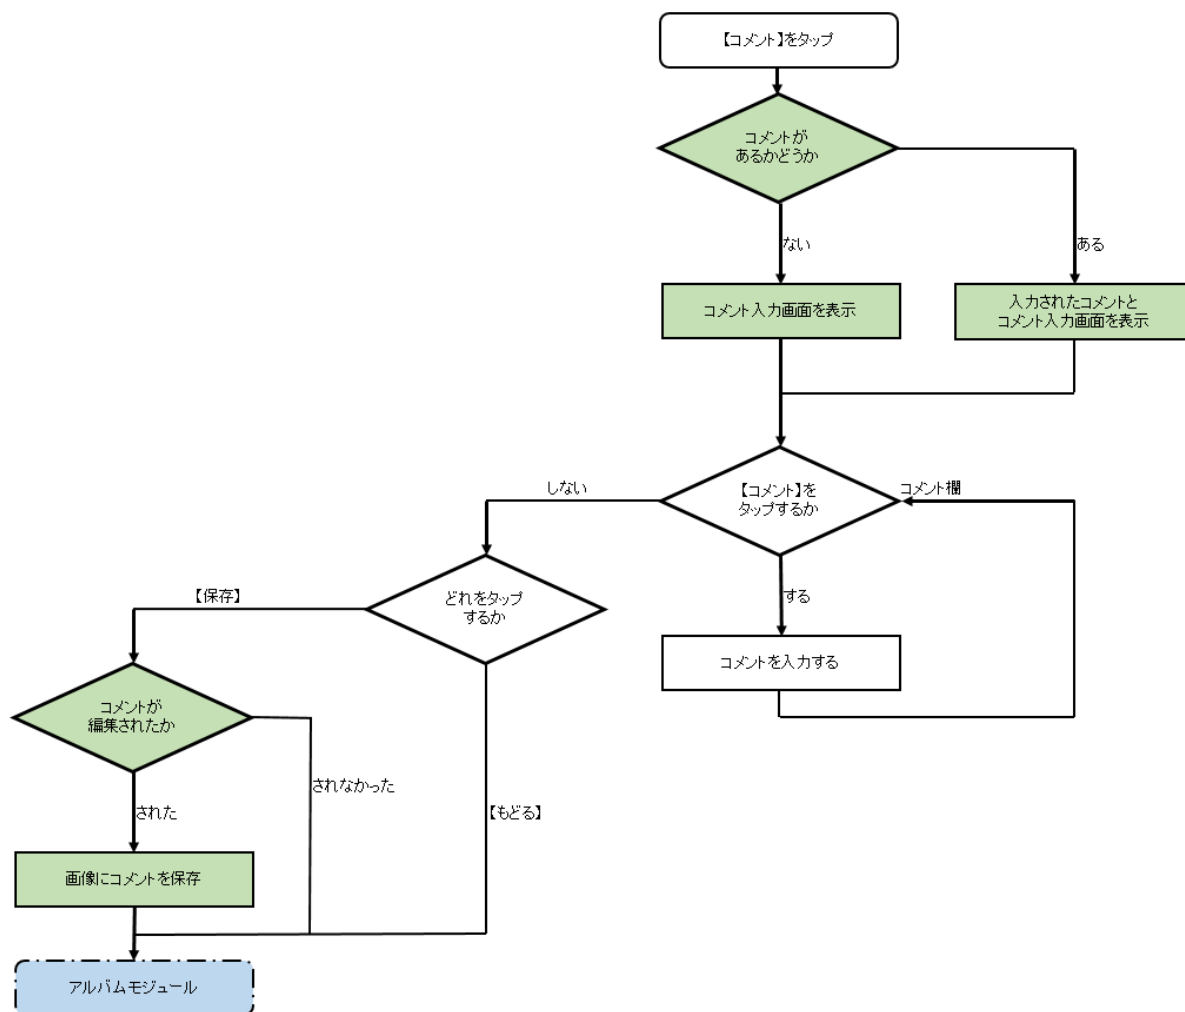 【コメント】をタップ
コメントが
あるかどうか
ない
ある
コメント入力画面を表示
入力されたコメントと
コメント入力画面を表示
【コメント】を
タップするか
コメント欄
しない
する
どれをタップ
するか
【保存】
コメントを入力する
コメントが
編集されたか
されなかった
された
【もどる】
画像にコメントを保存
アルバムモジュール